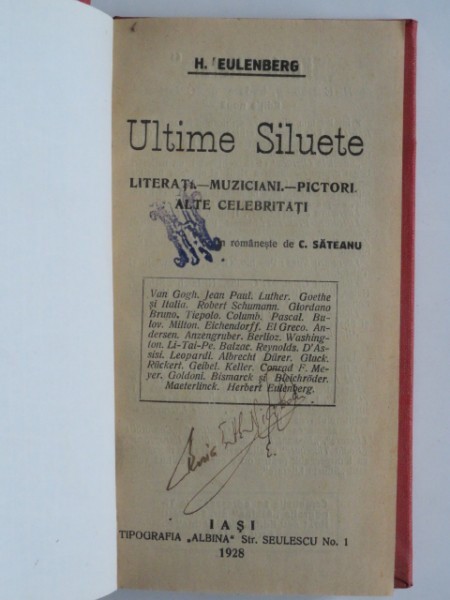 H. EULENBERG
Ultime Siluete
LITERAȚI.—MUZICIANI.—PICTORI.
ALTE CELEBRITAȚI
în românește de C. SĂTEANU
Van Gogh. Jean Paul. Luther. Goethe
și Italia. Robert Schumann. Giordano
Bruno. Tiepolo. Columb. Pascal. Bu-
lov. Milton. Eichendorff. El Greco. An-
dersen. Anzengruber. Berlioz. Washing-
ton. Li-Tai-Pe. Balzac. Reynolds. D'As-
sisi. Leopardi. Albrecht Dürer. Gluck.
Rückert. Geibel. Keller. Conrad F. Me-
yer. Goldoni. Bismarck și Bleichröder.
Maeterlinck. Herbert Eulenberg.
IAȘI
TIPOGRAFIA „ALBINA" Str. SEULESCU No. 1
1928